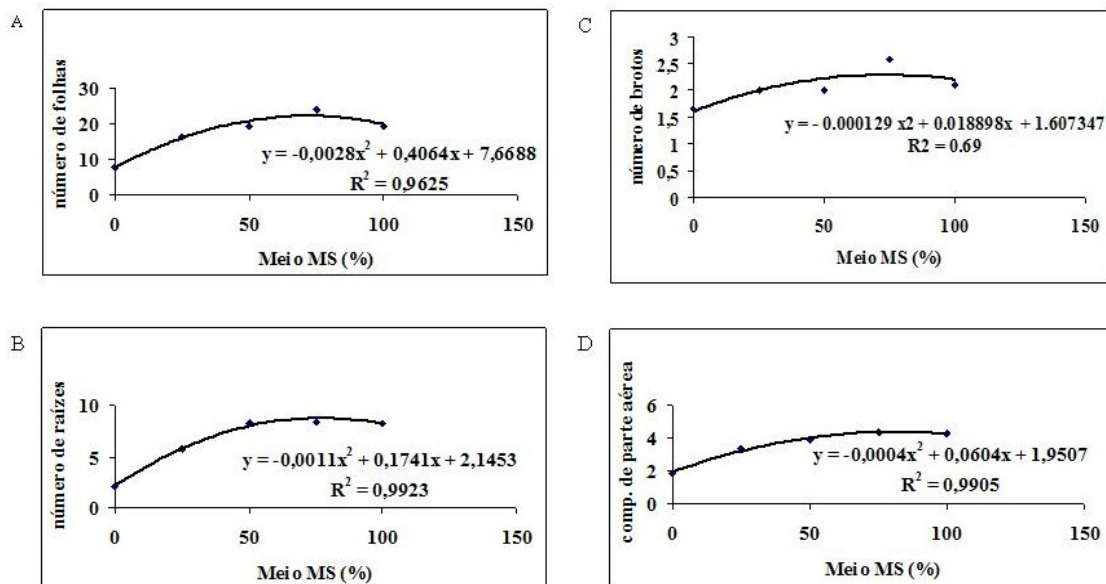 A
número de folhas
30
20
10
0
y = -0,0028x² + 0,4064x + 7,6688
R² = 0,9625
0 50 100 150
Meio MS (%)
C
número de brotos
3
2,5
2
1,5
1
0,5
0
y = - 0.000129 x2 + 0.018898x + 1.607347
R2 = 0.69
0 50 100 150
Meio MS (%)
B
número de raízes
10
5
0
y = -0,0011x² + 0,1741x + 2,1453
R² = 0,9923
0 50 100 150
Meio MS (%)
D
comp. de parte aérea
6
4
2
0
y = -0,0004x² + 0,0604x + 1,9507
R² = 0,9905
0 50 100 150
Meio MS (%)